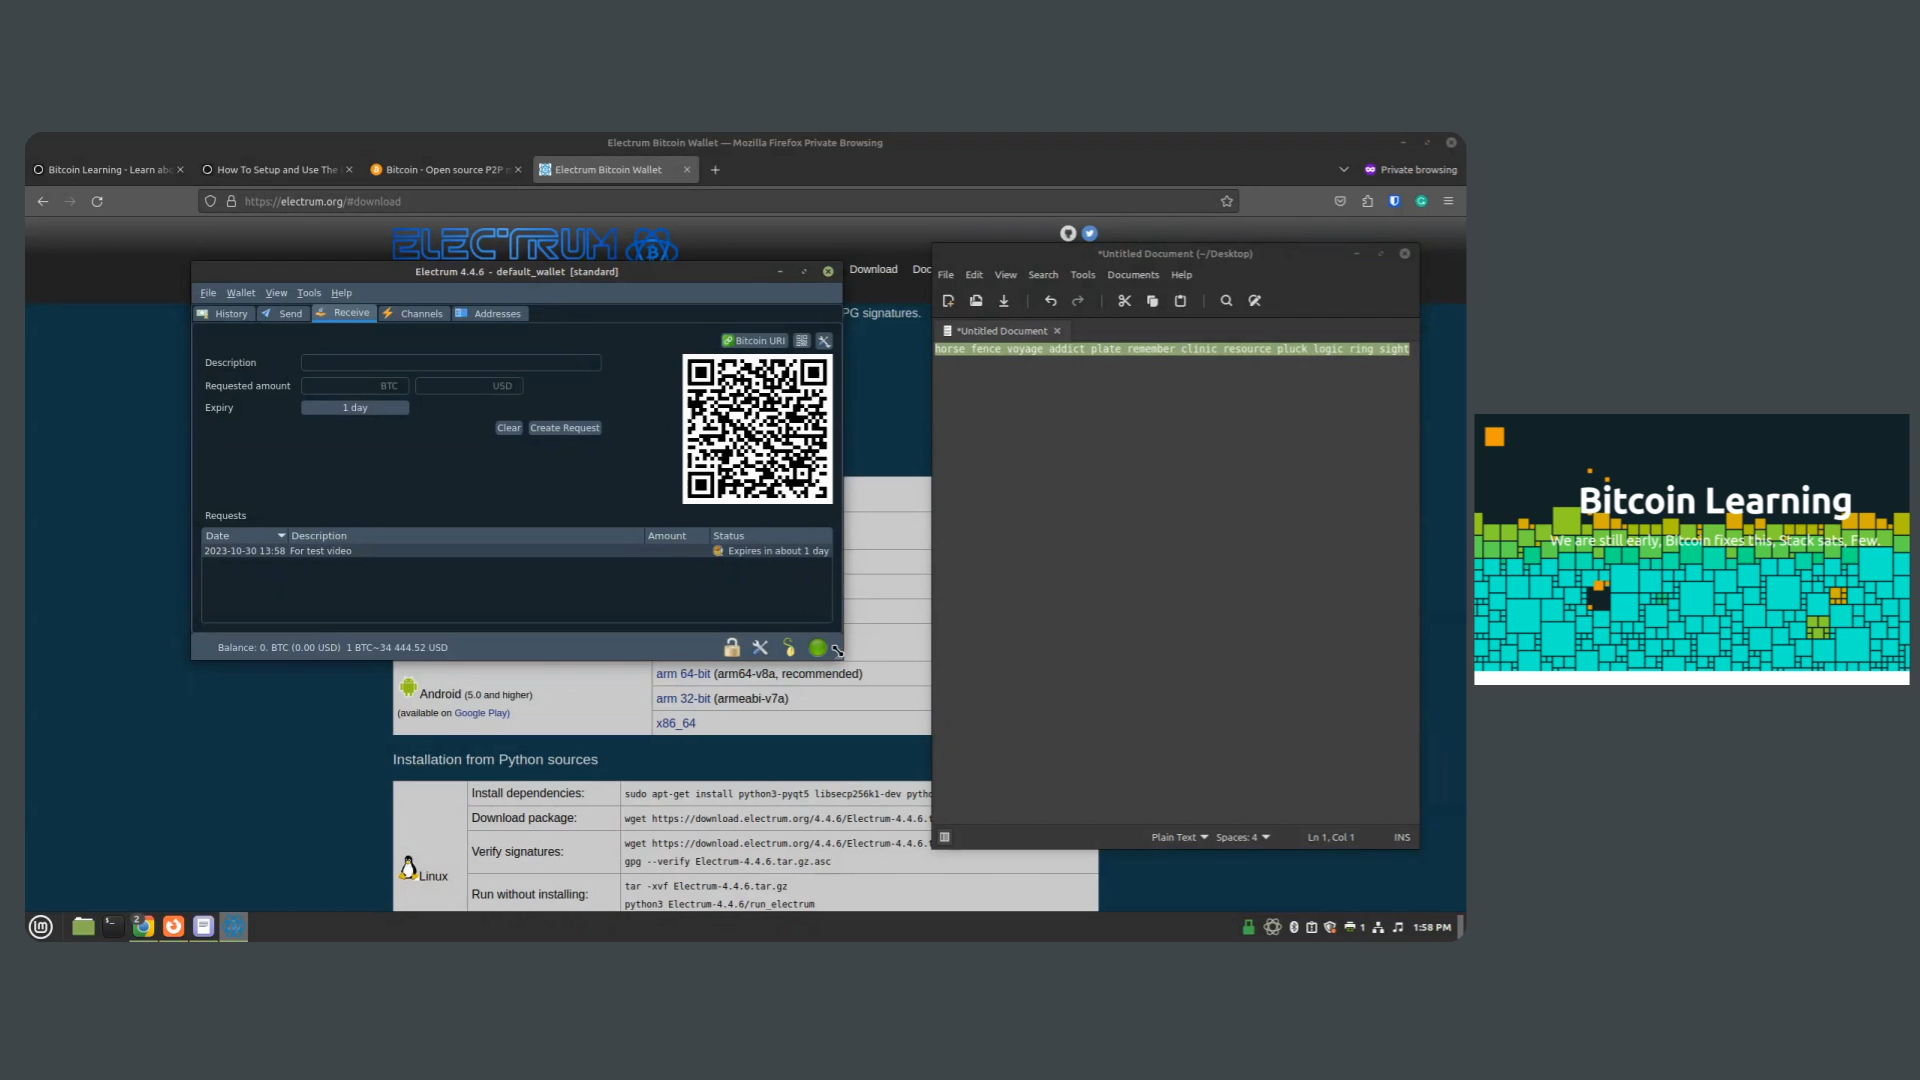 Electrum Bitcoin Wallet — Mozilla Firefox Private Browsing
Bitcoin Learning - Learn abo
How To Setup and Use The
Bitcoin - Open source P2P m
Electrum Bitcoin Wallet
Private browsing
https://electrum.org/#download
ELECTRUM
Download
Doc
PG signatures.
Electrum 4.4.6 - default_wallet [standard]
File Wallet View Tools Help
History Send Receive Channels Addresses
Bitcoin URI
Description
Requested amount BTC USD
Expiry 1 day
Clear Create Request
Requests
Date Description Amount Status
2023-10-30 13:58 For test video Expires in about 1 day
Balance: 0. BTC (0.00 USD) 1 BTC~34 444.52 USD
*Untitled Document (~/Desktop)
File Edit View Search Tools Documents Help
*Untitled Document
horse fence voyage addict plate remember clinic resource pluck logic ring sight
Plain Text Spaces: 4 Ln 1, Col 1 INS
Android (5.0 and higher)
(available on Google Play)
arm 64-bit (arm64-v8a, recommended)
arm 32-bit (armeabi-v7a)
x86_64
Installation from Python sources
Linux
Install dependencies: sudo apt-get install python3-pyqt5 libsecp256k1-dev pytho
Download package: wget https://download.electrum.org/4.4.6/Electrum-4.4.6.t
Verify signatures: wget https://download.electrum.org/4.4.6/Electrum-4.4.6.t
gpg --verify Electrum-4.4.6.tar.gz.asc
Run without installing: tar -xvf Electrum-4.4.6.tar.gz
python3 Electrum-4.4.6/run_electrum
2
1
1:58 PM
Bitcoin Learning
We are still early, Bitcoin fixes this, Stack sats, Few.